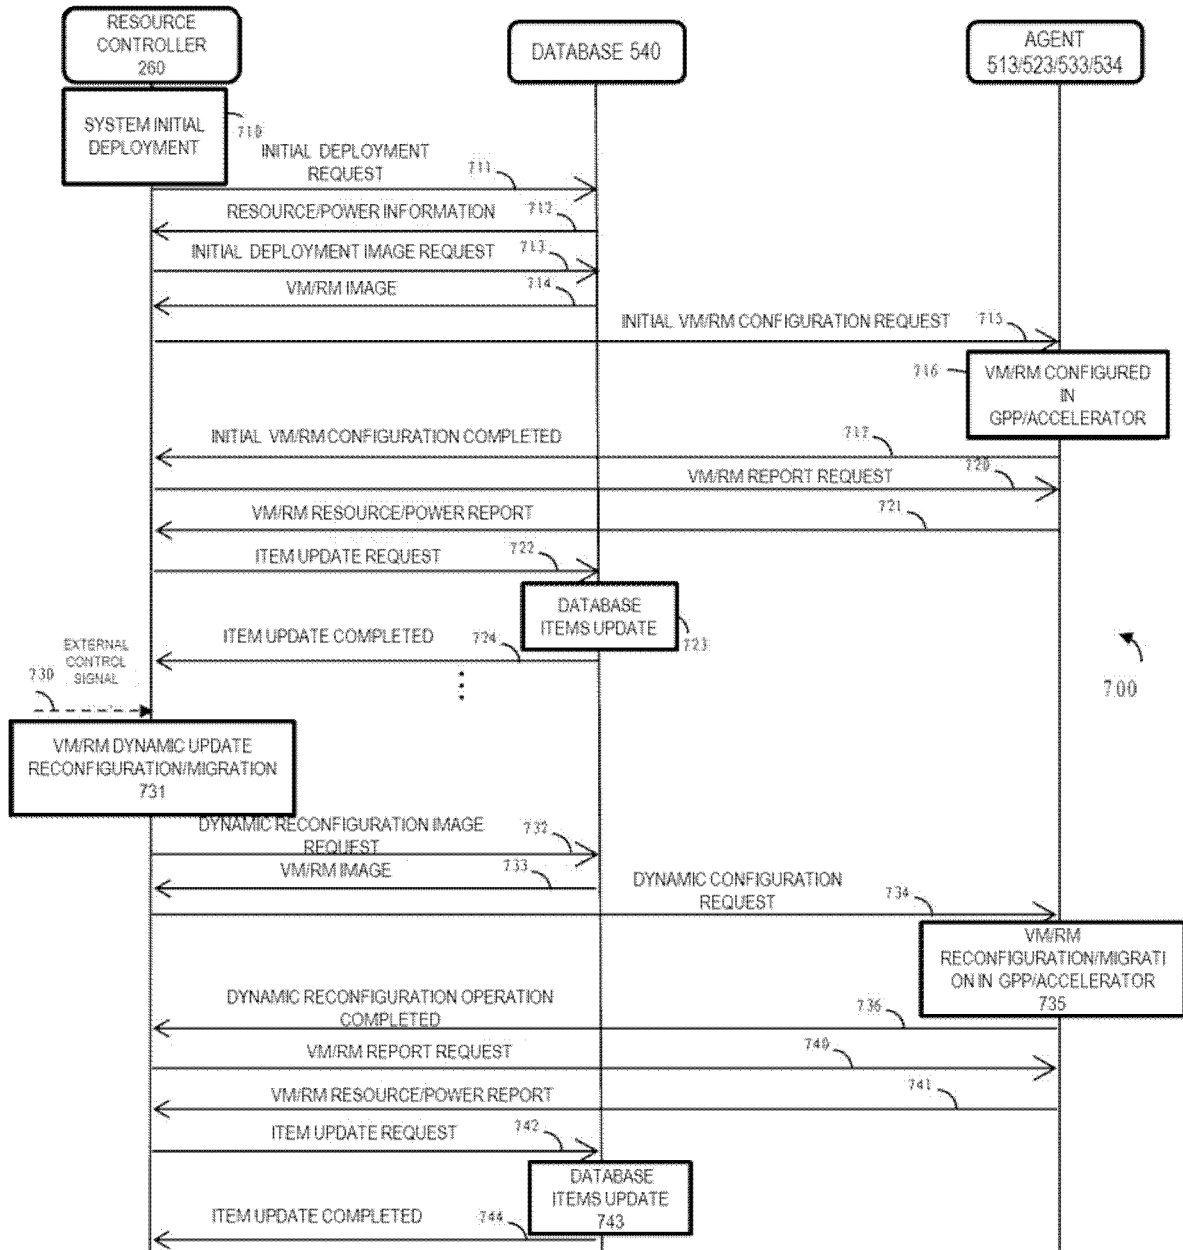 RESOURCE
CONTROLLER
260
DATABASE 540
AGENT
513/523/533/534
SYSTEM INITIAL
DEPLOYMENT
710
INITIAL DEPLOYMENT
REQUEST
711
RESOURCE/POWER INFORMATION
712
INITIAL DEPLOYMENT IMAGE REQUEST
713
VM/RM IMAGE
714
INITIAL VM/RM CONFIGURATION REQUEST
715
716
VM/RM CONFIGURED
IN
GPP/ACCELERATOR
INITIAL VM/RM CONFIGURATION COMPLETED
717
VM/RM REPORT REQUEST
720
VM/RM RESOURCE/POWER REPORT
721
ITEM UPDATE REQUEST
722
DATABASE
ITEMS UPDATE
723
ITEM UPDATE COMPLETED
724
EXTERNAL
CONTROL
SIGNAL
730
700
VM/RM DYNAMIC UPDATE
RECONFIGURATION/MIGRATION
731
DYNAMIC RECONFIGURATION IMAGE
REQUEST
732
VM/RM IMAGE
733
DYNAMIC CONFIGURATION
REQUEST
734
VM/RM
RECONFIGURATION/MIGRATI
ON IN GPP/ACCELERATOR
735
DYNAMIC RECONFIGURATION OPERATION
COMPLETED
736
VM/RM REPORT REQUEST
740
VM/RM RESOURCE/POWER REPORT
741
ITEM UPDATE REQUEST
742
DATABASE
ITEMS UPDATE
743
ITEM UPDATE COMPLETED
744